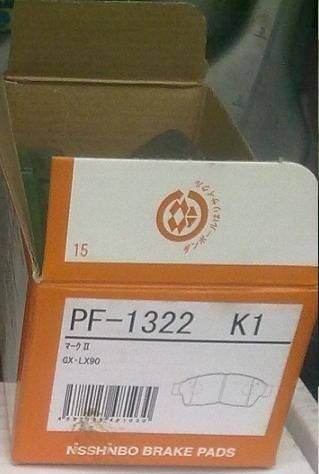 ダンボールはリサイクル
15
PF-1322 K1
マークⅡ
GX·LX90
NSSHNBO BRAKE PADS